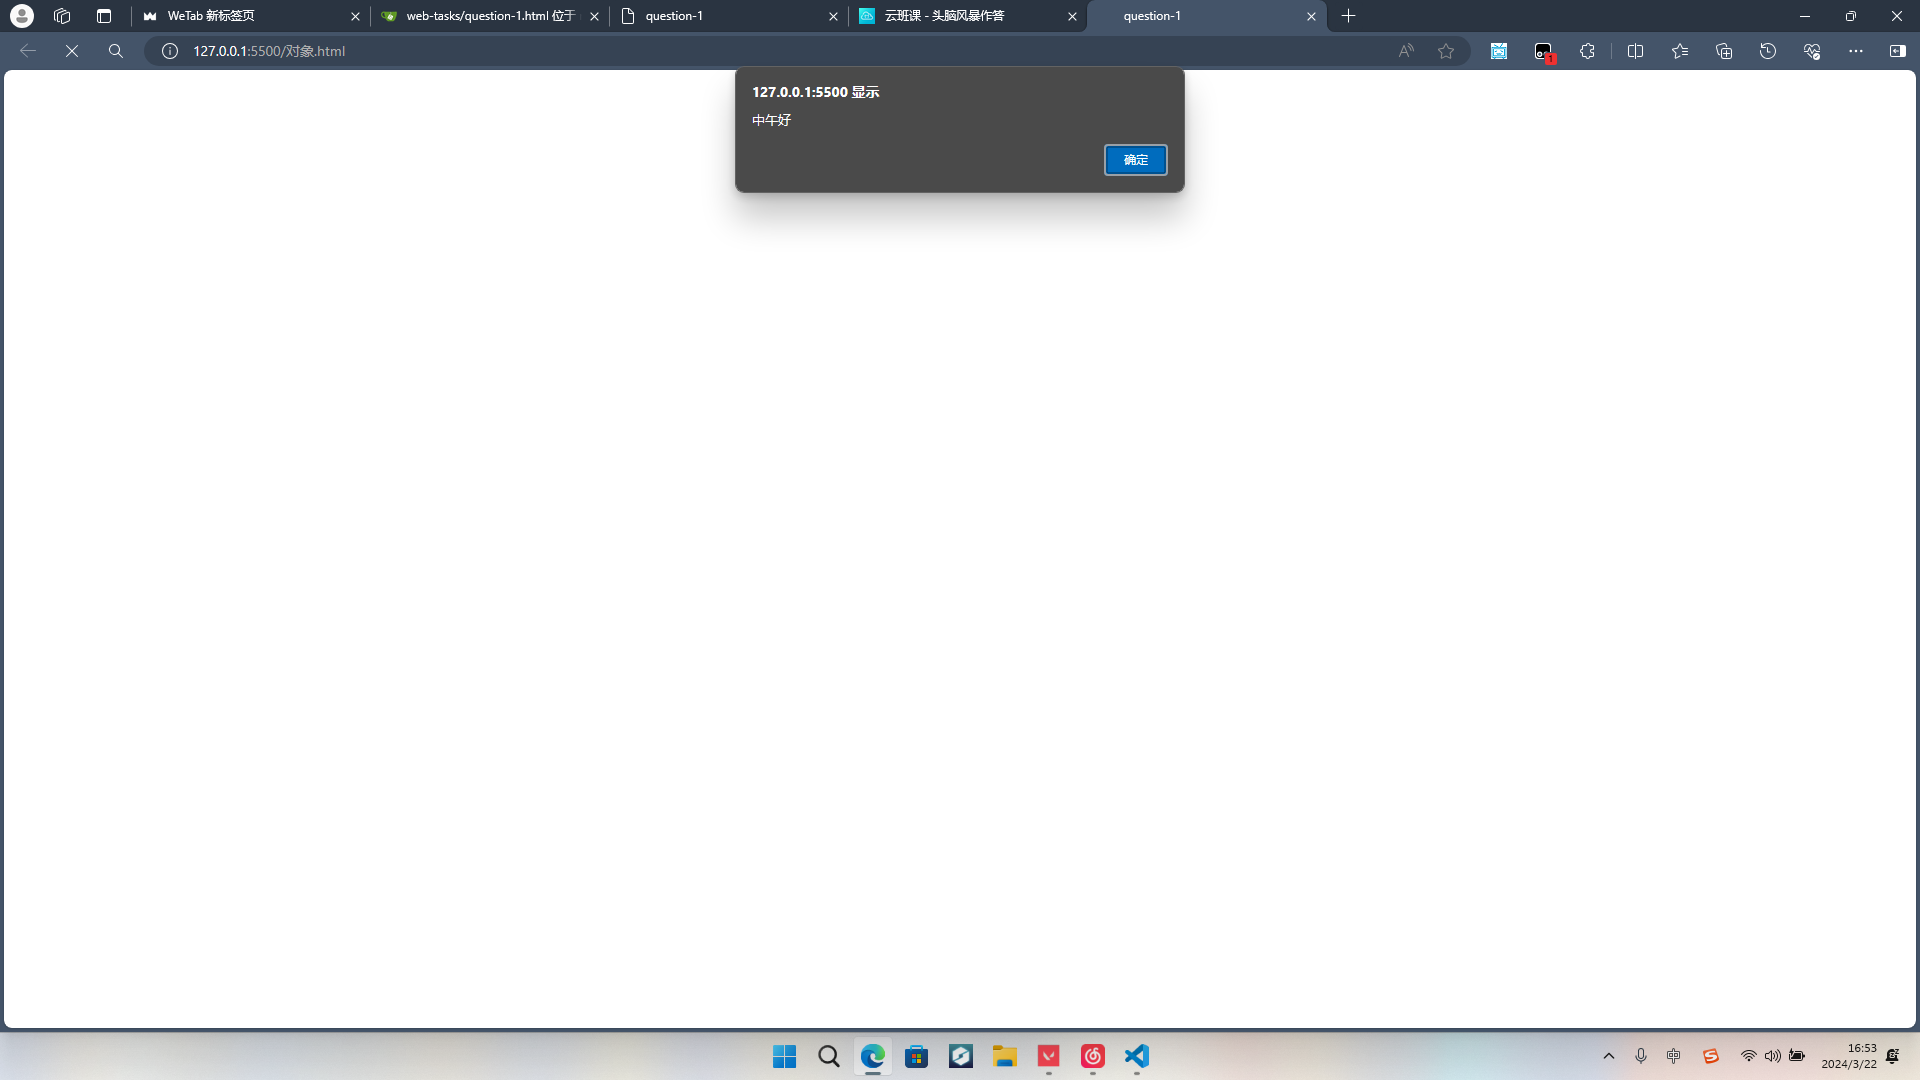 WeTab 新标签页
web-tasks/question-1.html 位于
question-1
云班课 - 头脑风暴作答
question-1
127.0.0.1:5500/对象.html
1
127.0.0.1:5500 显示
中午好
确定
中
16:53
2024/3/22